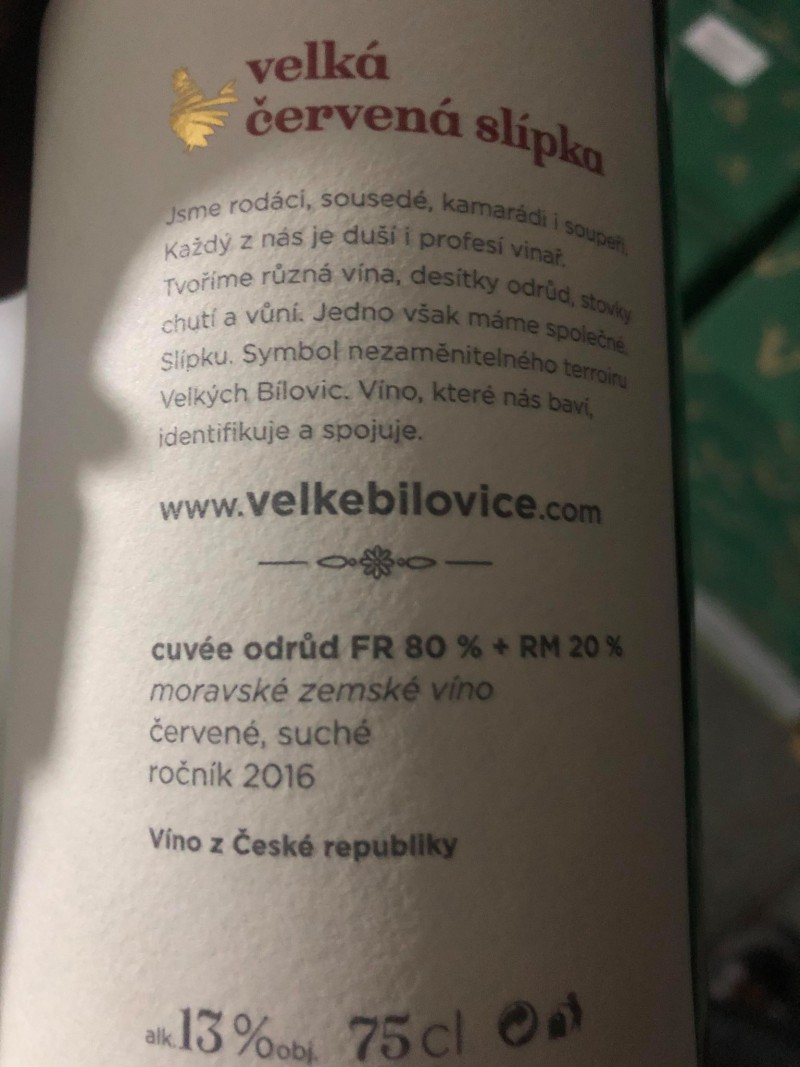 velká
červená slípka
Jsme rodáci, sousedé, kamarádi i soupeři.
Každý z nás je duší i profesí vinař.
Tvoříme různá vína, desítky odrůd, stovky
chutí a vůní. Jedno však máme společné.
Slípku. Symbol nezaměnitelného terroiru
Velkých Bílovic. Víno, které nás baví,
identifikuje a spojuje.
www.velkebilovice.com
cuvée odrůd FR 80 % + RM 20 %
moravské zemské víno
červené, suché
ročník 2016
Víno z České republiky
alk. 13 % obj. 75 cl